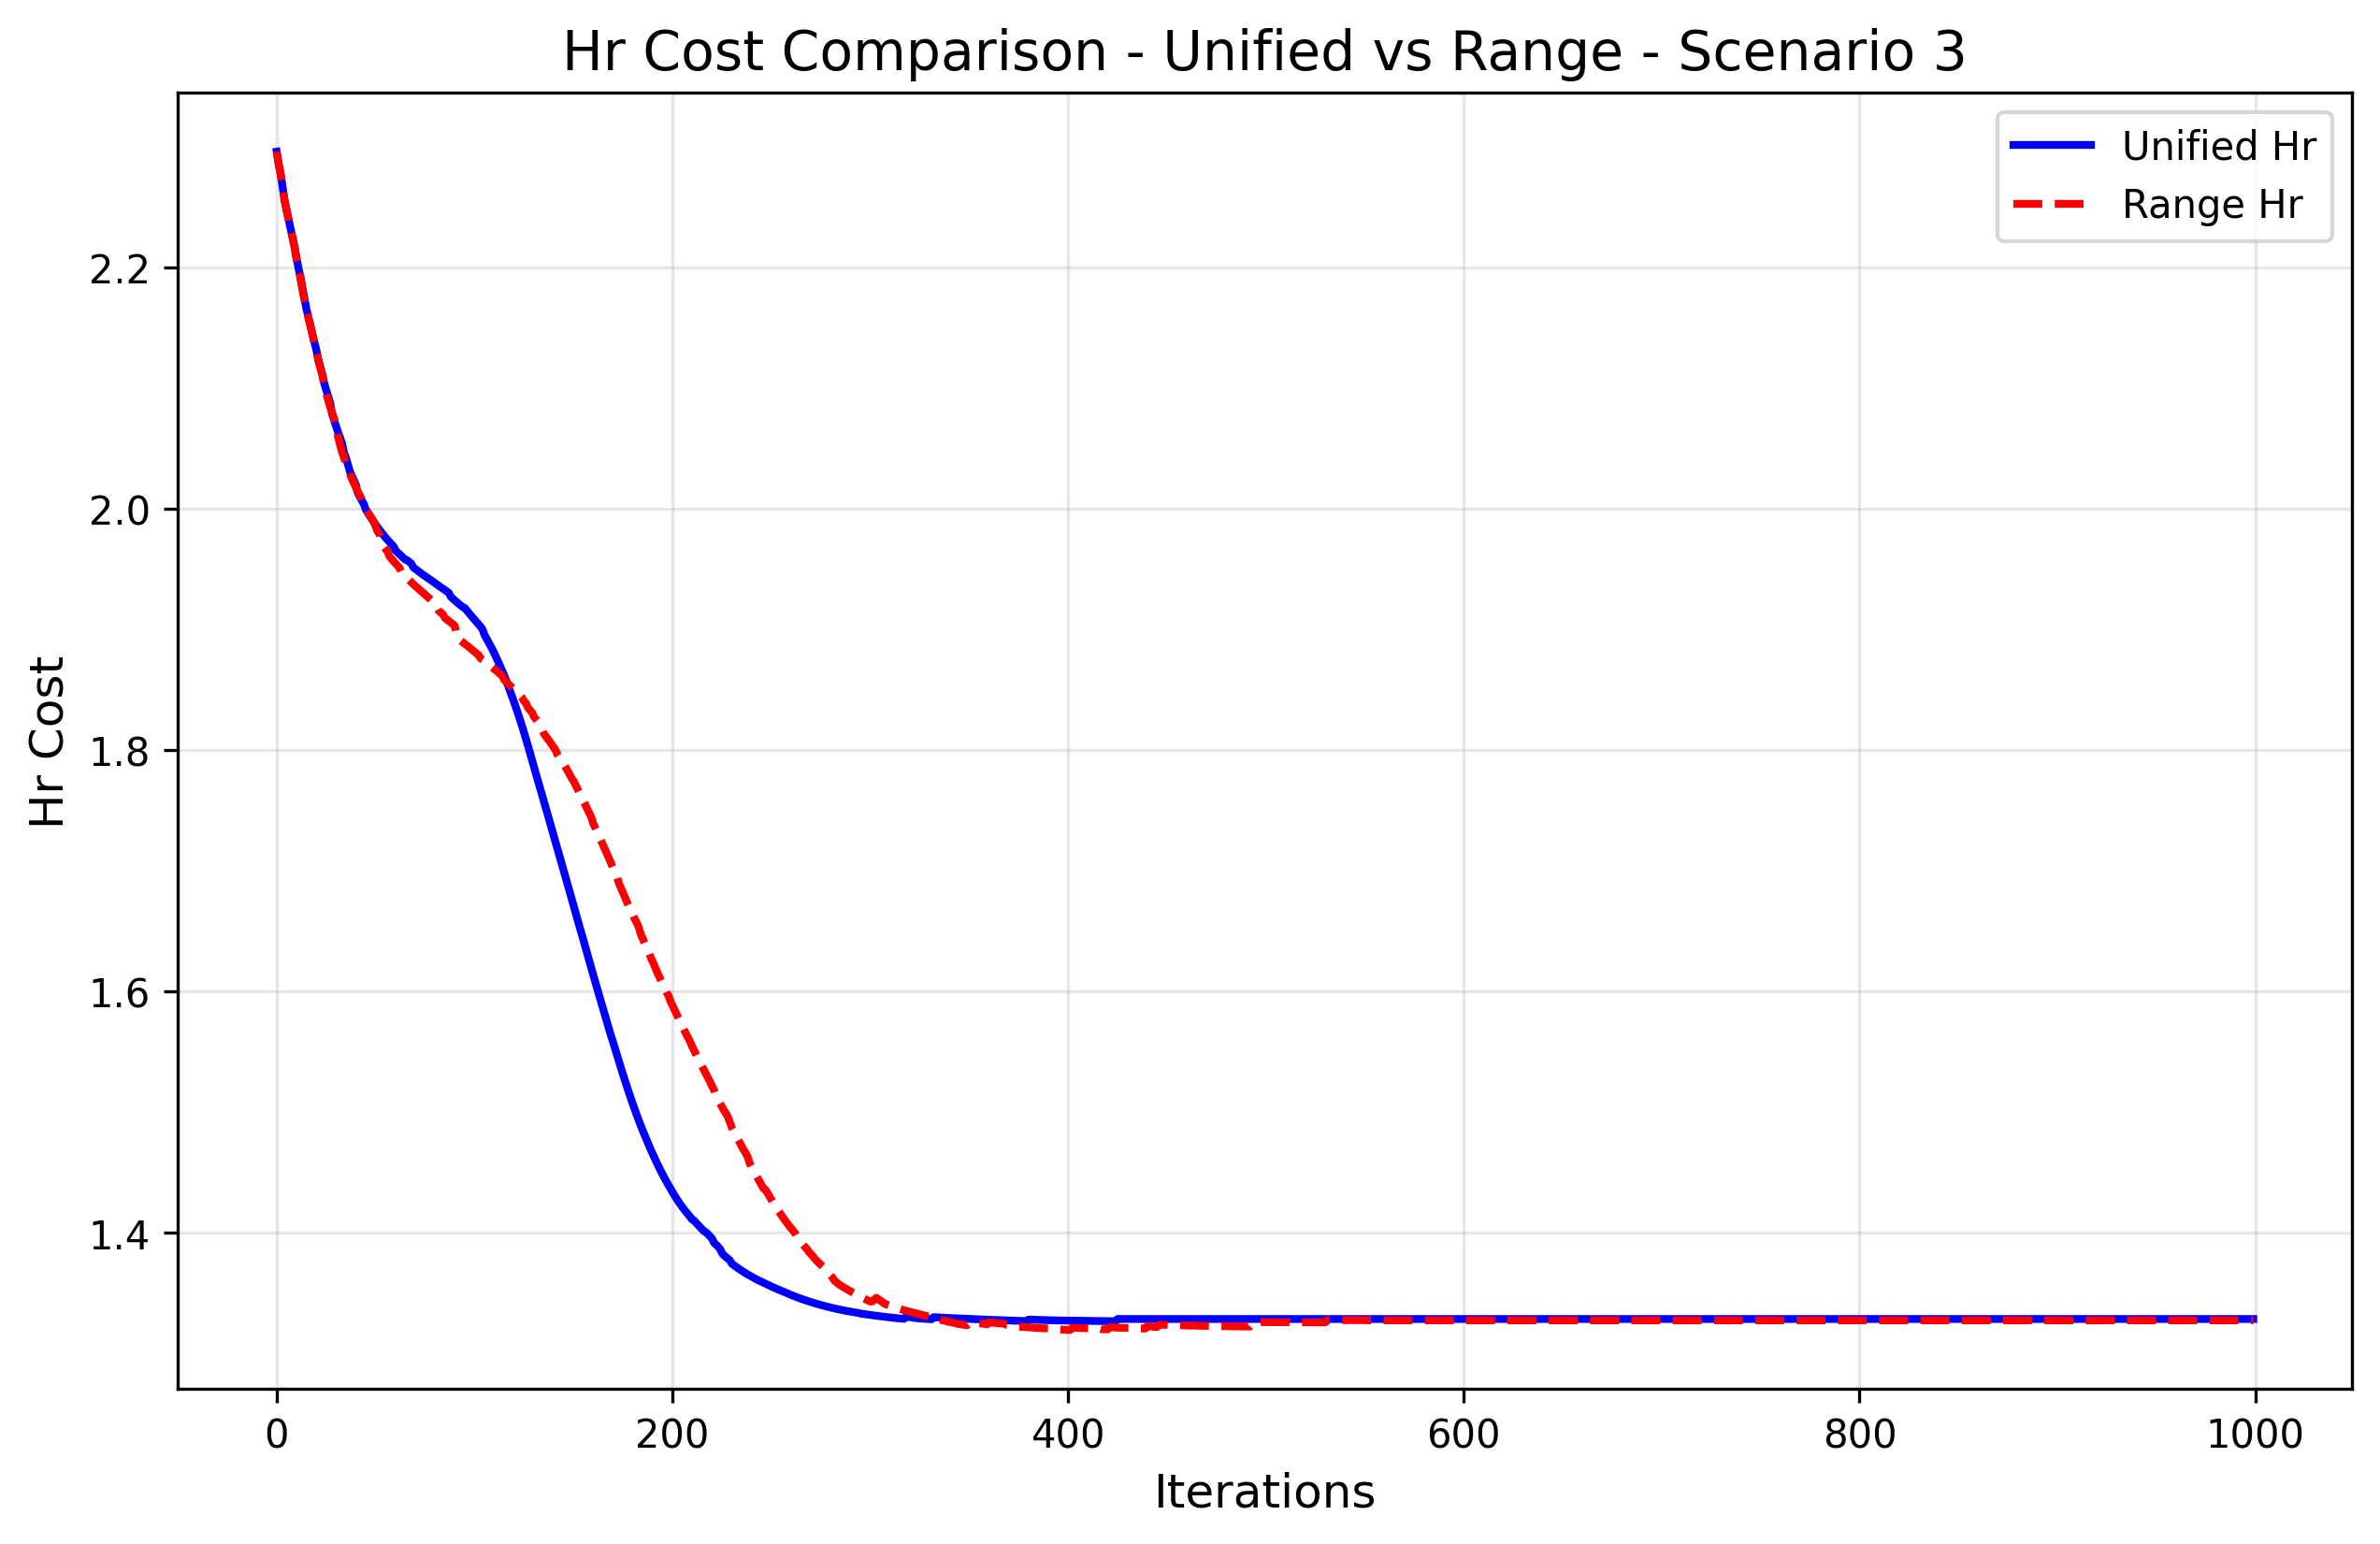 Hr Cost Comparison - Unified vs Range - Scenario 3
Unified Hr
Range Hr
Hr Cost
2.2
2.0
1.8
1.6
1.4
0
200
400
600
800
1000
Iterations